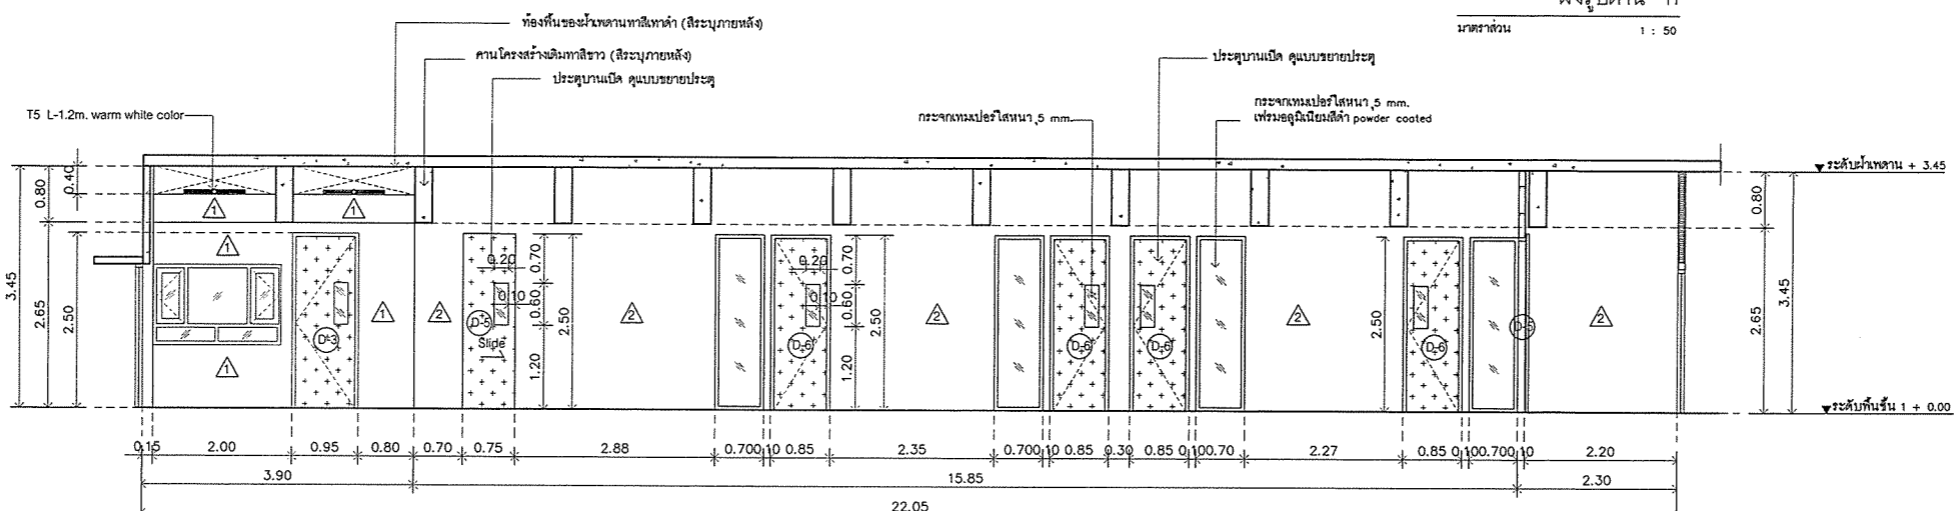 มาตราส่วน 1 : 50
ท้องพื้นของฝ้าเพดานทาสีเทาดำ (สีระบุภายหลัง)
คานโครงสร้างเดิมทาสีขาว (สีระบุภายหลัง)
ประตูบานเปิด ดูแบบขยายประตู
ประตูบานเปิด ดูแบบขยายประตู
T5 L-1.2m. warm white color
กระจกเทมเปอร์ใสหนา 5 mm.
กระจกเทมเปอร์ใสหนา 5 mm.
เฟรมอลูมิเนียมสีดำ powder coated
ระดับฝ้าเพดาน + 3.45
0.80 0.40
1 1
0.80
1
3.45 2.65 2.50
0.20 0.70
0.10 0.60
2.50
1.20
0.20 0.70
0.10 0.60
2.50
1.20
2.50
2.65 3.45
1 2 2 2 2 2
D-3 D-5 D-6 D-6 D-6 D-6 D-5
Slide
1
ระดับพื้นชั้น 1 + 0.00
0.15 2.00 0.95 0.80 0.70 0.75 2.88 0.70 0.10 0.85 2.35 0.70 0.10 0.85 0.30 0.85 0.10 0.70 2.27 0.85 0.10 0.70 0.10 2.20
3.90 15.85 2.30
22.05